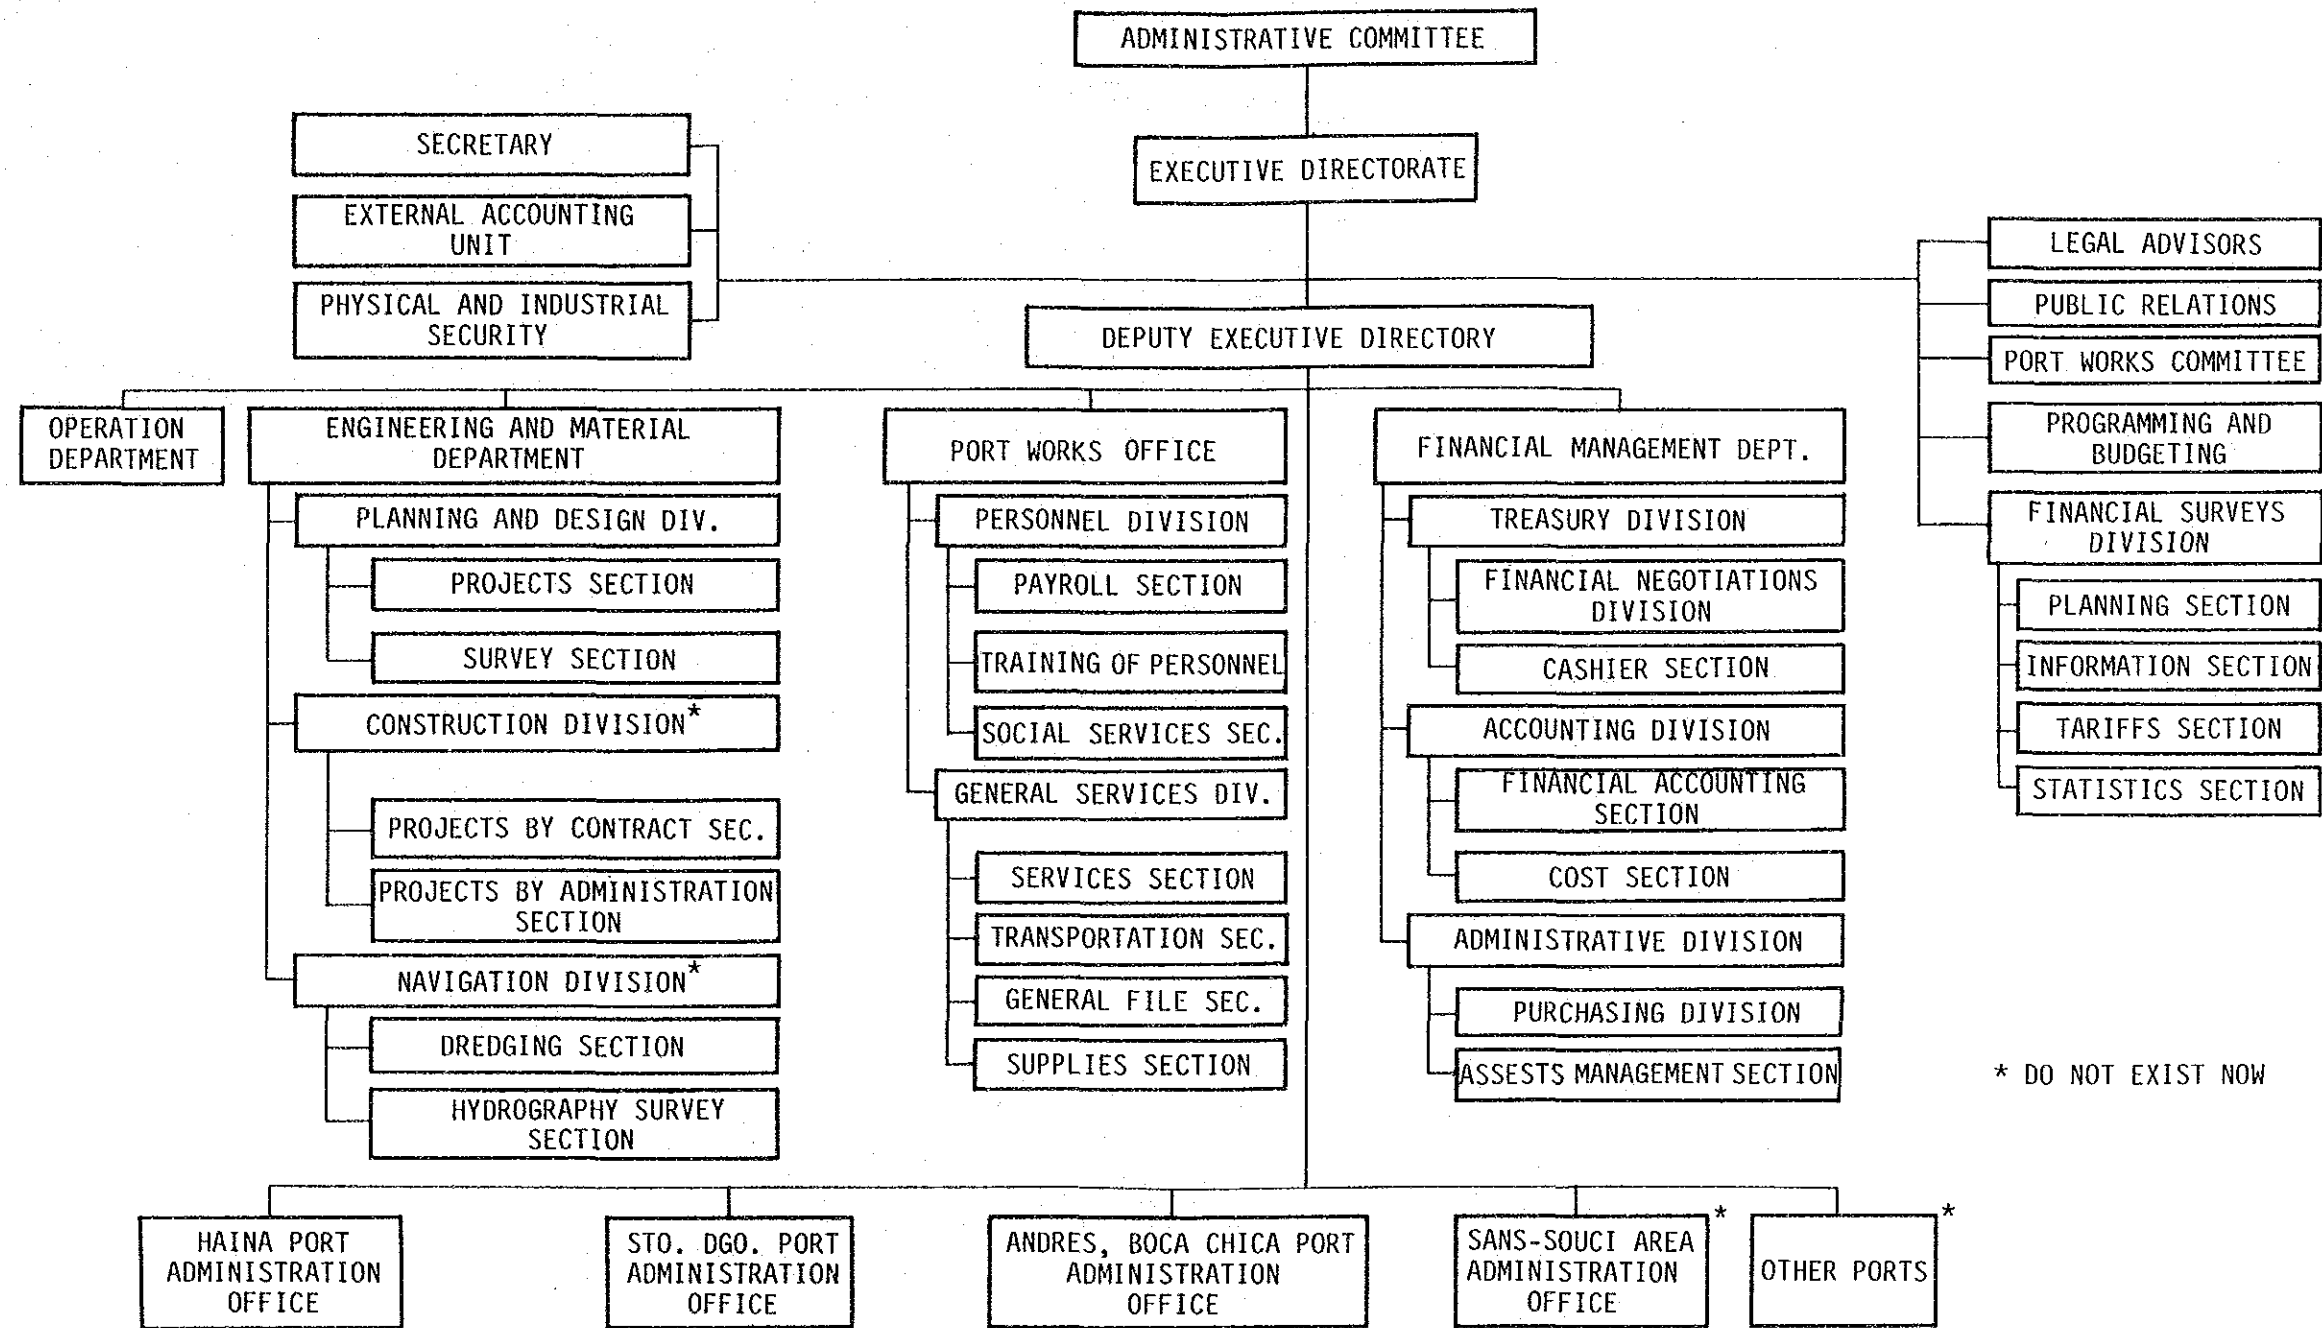 ADMINISTRATIVE COMMITTEE
EXECUTIVE DIRECTORATE
SECRETARY
EXTERNAL ACCOUNTING
UNIT
PHYSICAL AND INDUSTRIAL
SECURITY
LEGAL ADVISORS
PUBLIC RELATIONS
PORT WORKS COMMITTEE
PROGRAMMING AND
BUDGETING
FINANCIAL SURVEYS
DIVISION
PLANNING SECTION
INFORMATION SECTION
TARIFFS SECTION
STATISTICS SECTION
DEPUTY EXECUTIVE DIRECTORY
OPERATION
DEPARTMENT
ENGINEERING AND MATERIAL
DEPARTMENT
PLANNING AND DESIGN DIV.
PROJECTS SECTION
SURVEY SECTION
CONSTRUCTION DIVISION*
PROJECTS BY CONTRACT SEC.
PROJECTS BY ADMINISTRATION
SECTION
NAVIGATION DIVISION*
DREDGING SECTION
HYDROGRAPHY SURVEY
SECTION
PORT WORKS OFFICE
PERSONNEL DIVISION
PAYROLL SECTION
TRAINING OF PERSONNEL
SOCIAL SERVICES SEC.
GENERAL SERVICES DIV.
SERVICES SECTION
TRANSPORTATION SEC.
GENERAL FILE SEC.
SUPPLIES SECTION
FINANCIAL MANAGEMENT DEPT.
TREASURY DIVISION
FINANCIAL NEGOTIATIONS
DIVISION
CASHIER SECTION
ACCOUNTING DIVISION
FINANCIAL ACCOUNTING
SECTION
COST SECTION
ADMINISTRATIVE DIVISION
PURCHASING DIVISION
ASSESTS MANAGEMENT SECTION
* DO NOT EXIST NOW
HAINA PORT
ADMINISTRATION
OFFICE
STO. DGO. PORT
ADMINISTRATION
OFFICE
ANDRES, BOCA CHICA PORT
ADMINISTRATION
OFFICE
SANS-SOUCI AREA *
ADMINISTRATION
OFFICE
OTHER PORTS *